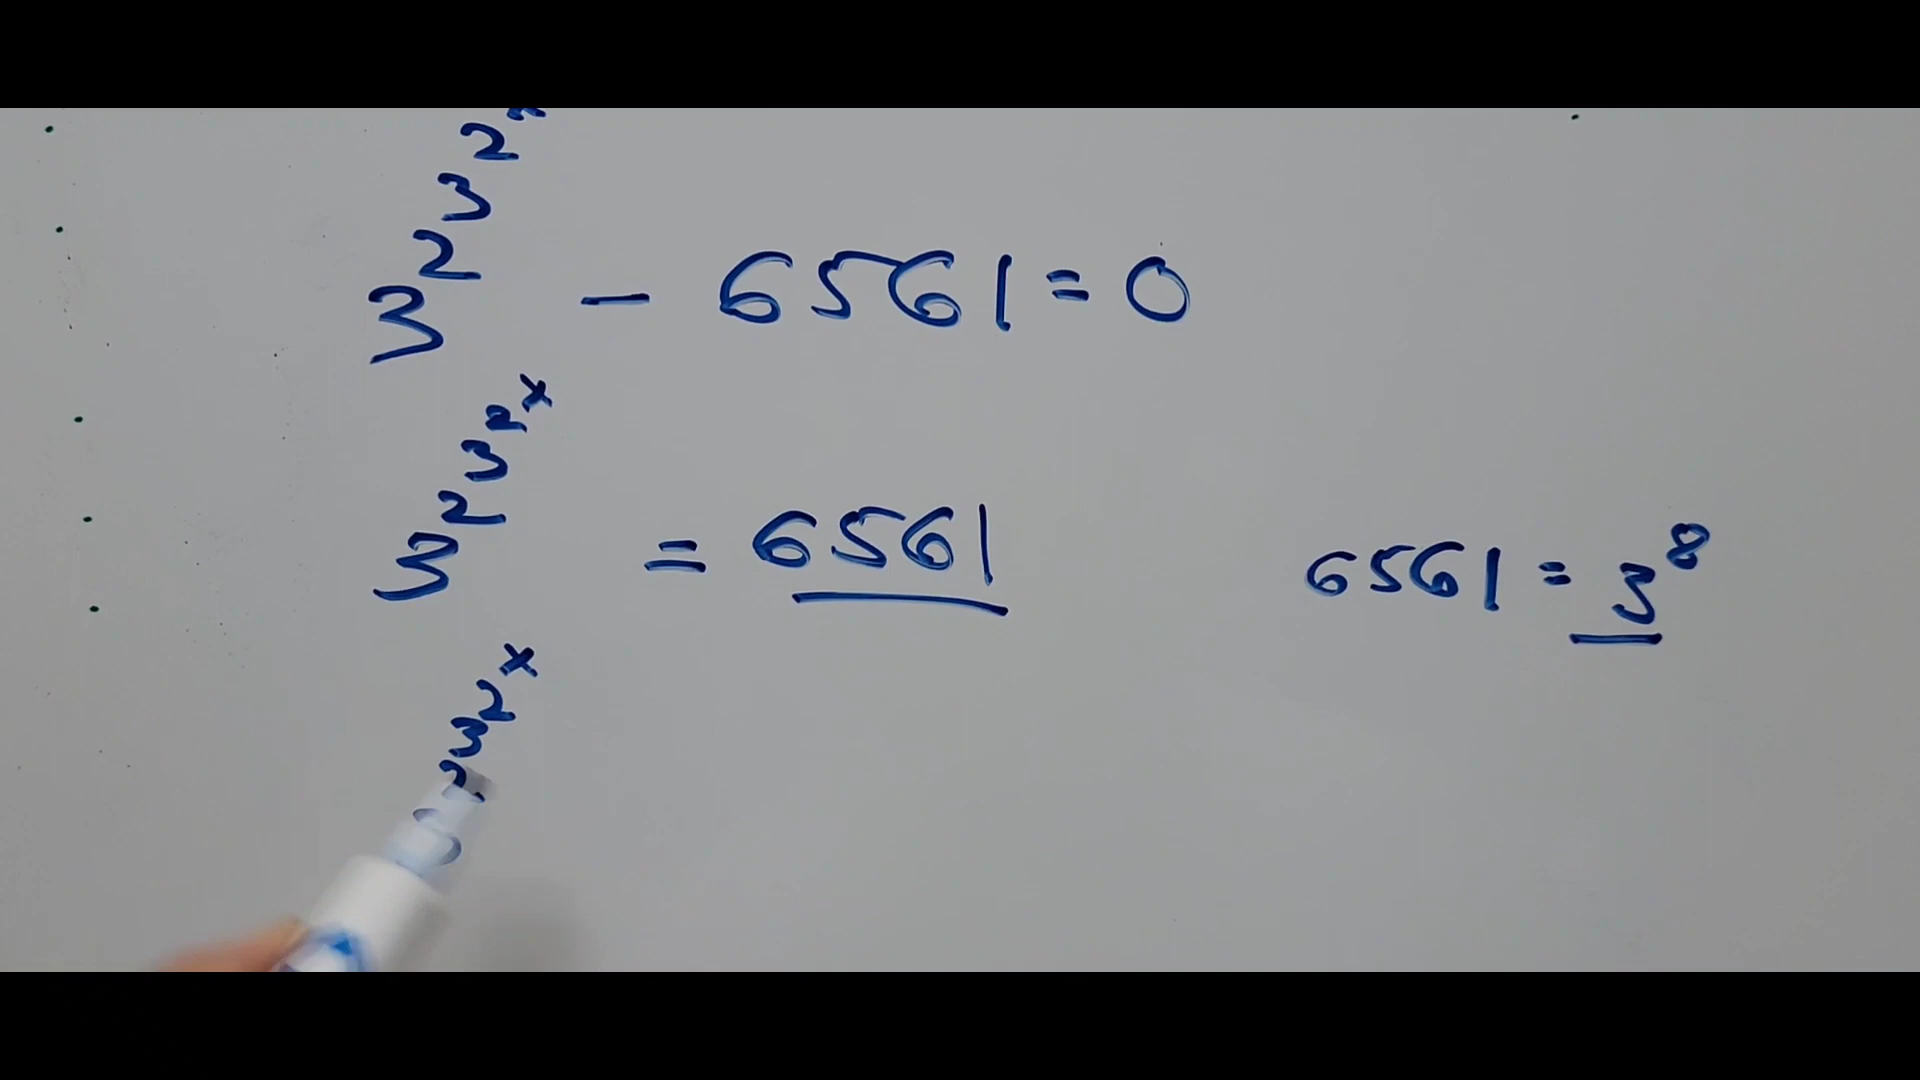 3^2^3^2^x - 6561 = 0
3^2^3^2^x = 6561 6561 = 3^8
3^2^3^2^x